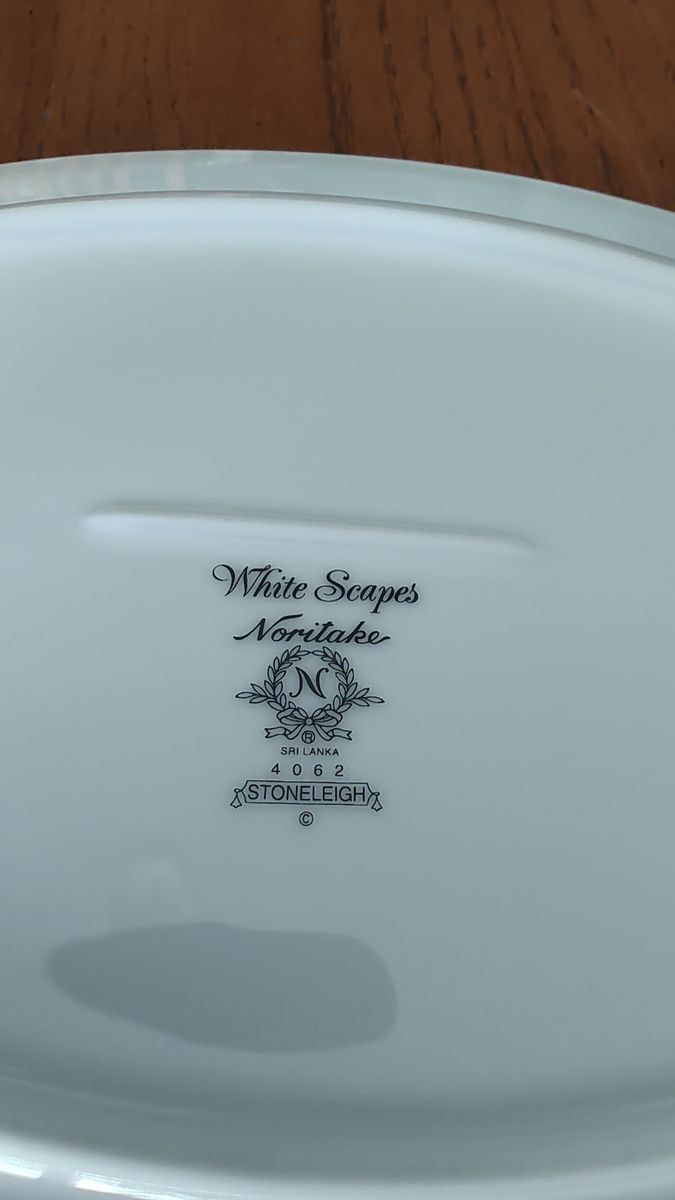 White Scapes
Noritake
N
®
SRI LANKA
4062
STONELEIGH
©